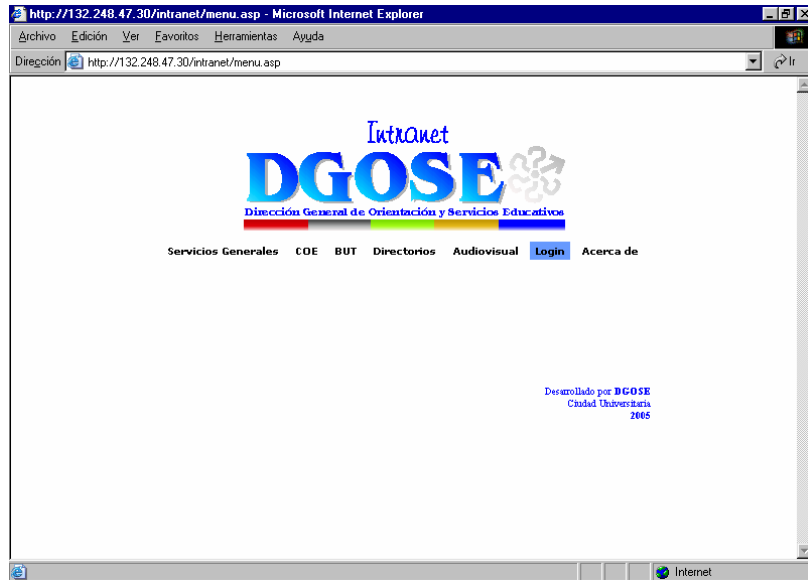 http://132.248.47.30/intranet/menu.asp - Microsoft Internet Explorer
Archivo Edición Ver Favoritos Herramientas Ayuda
Dirección http://132.248.47.30/intranet/menu.asp Ir
Intranet
DGOSE
Dirección General de Orientación y Servicios Educativos
Servicios Generales COE BUT Directorios Audiovisual Login Acerca de
Desarrollado por DGOSE
Ciudad Universitaria
2005
Internet